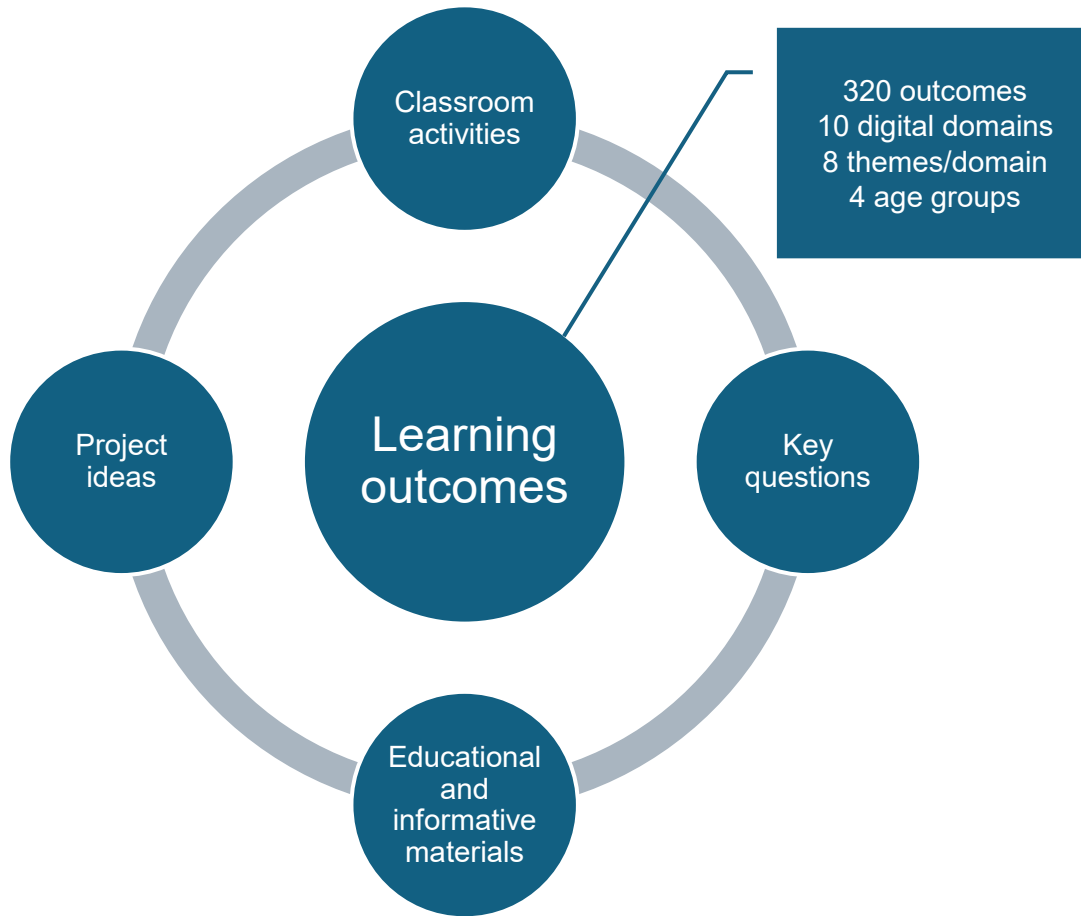 Classroom
activities
320 outcomes
10 digital domains
8 themes/domain
4 age groups
Project
ideas
Learning
outcomes
Key
questions
Educational
and
informative
materials